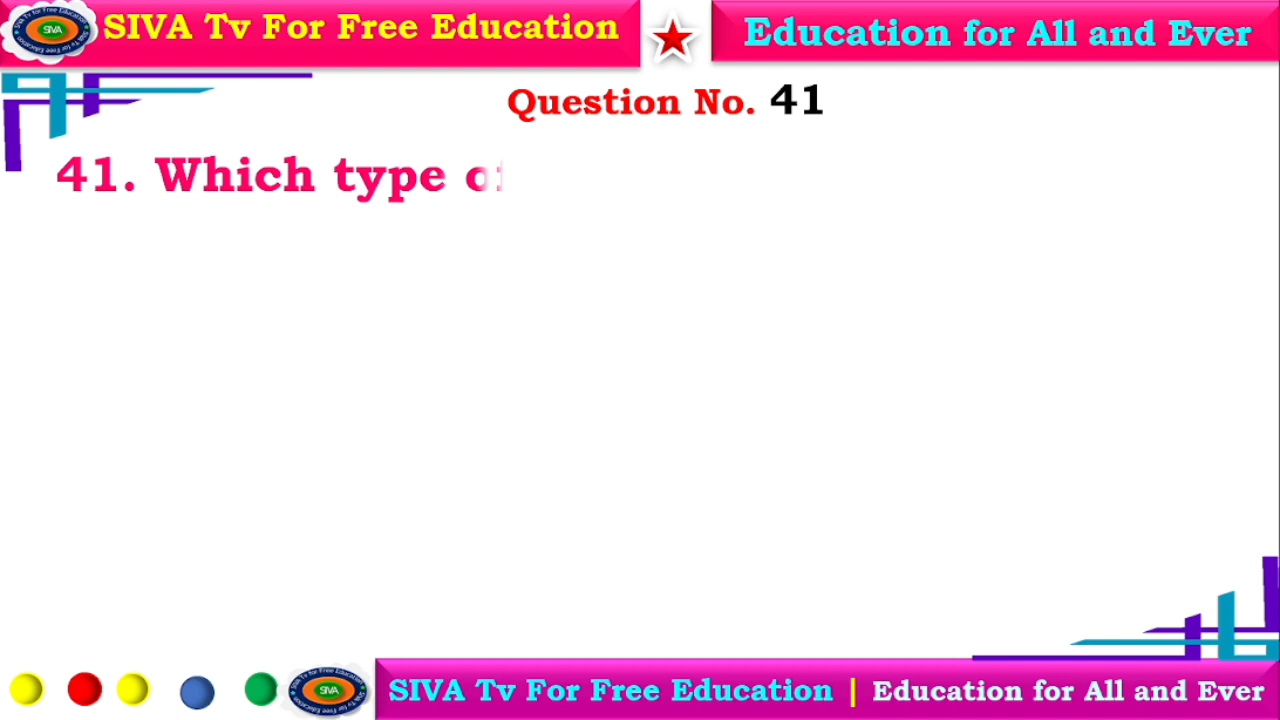 SIVA Tv For Free Education
Education for All and Ever
Question No. 41
41. Which type
SIVA Tv For Free Education | Education for All and Ever